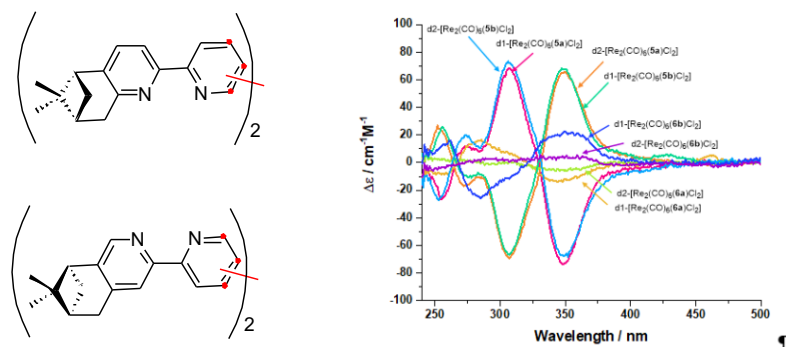 N N
2
N N
2
Δε / cm⁻¹M⁻¹
100
80
60
40
20
0
-20
-40
-60
-80
-100
d2-[Re₂(CO)₆(5b)Cl₂]
d1-[Re₂(CO)₆(5a)Cl₂]
d2-[Re₂(CO)₆(5a)Cl₂]
d1-[Re₂(CO)₆(5b)Cl₂]
d1-[Re₂(CO)₆(6b)Cl₂]
d2-[Re₂(CO)₆(6b)Cl₂]
d2-[Re₂(CO)₆(6a)Cl₂]
d1-[Re₂(CO)₆(6a)Cl₂]
250 300 350 400 450 500
Wavelength / nm
¶